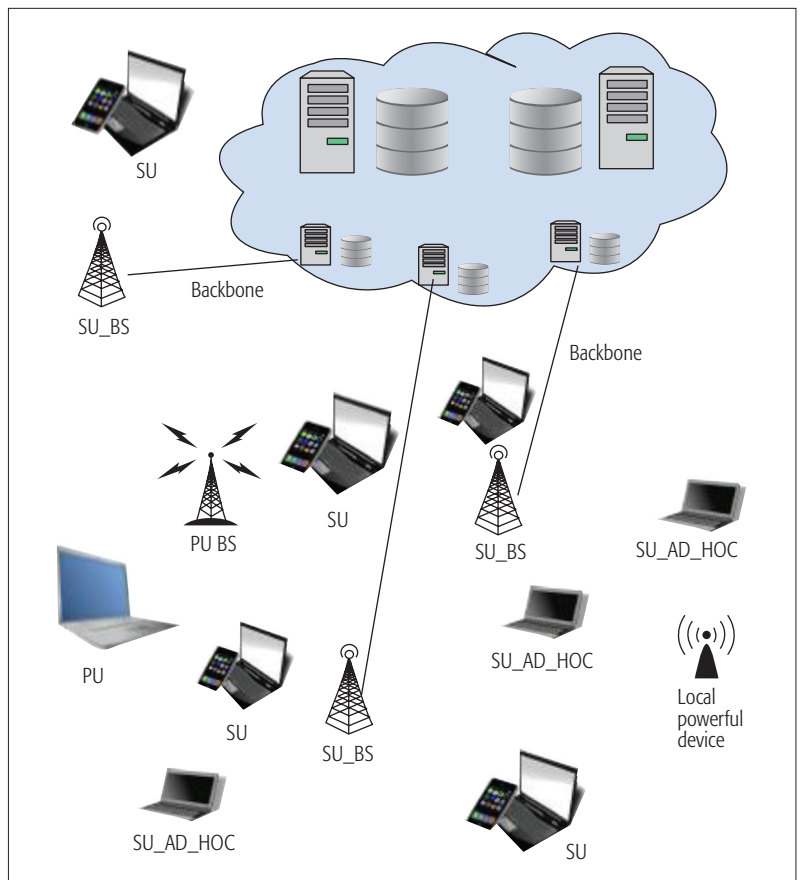 SU
SU_BS
Backbone
Backbone
PU BS
SU
SU_BS
SU_AD_HOC
SU_AD_HOC
PU
SU
SU_BS
Local
powerful
device
SU_AD_HOC
SU